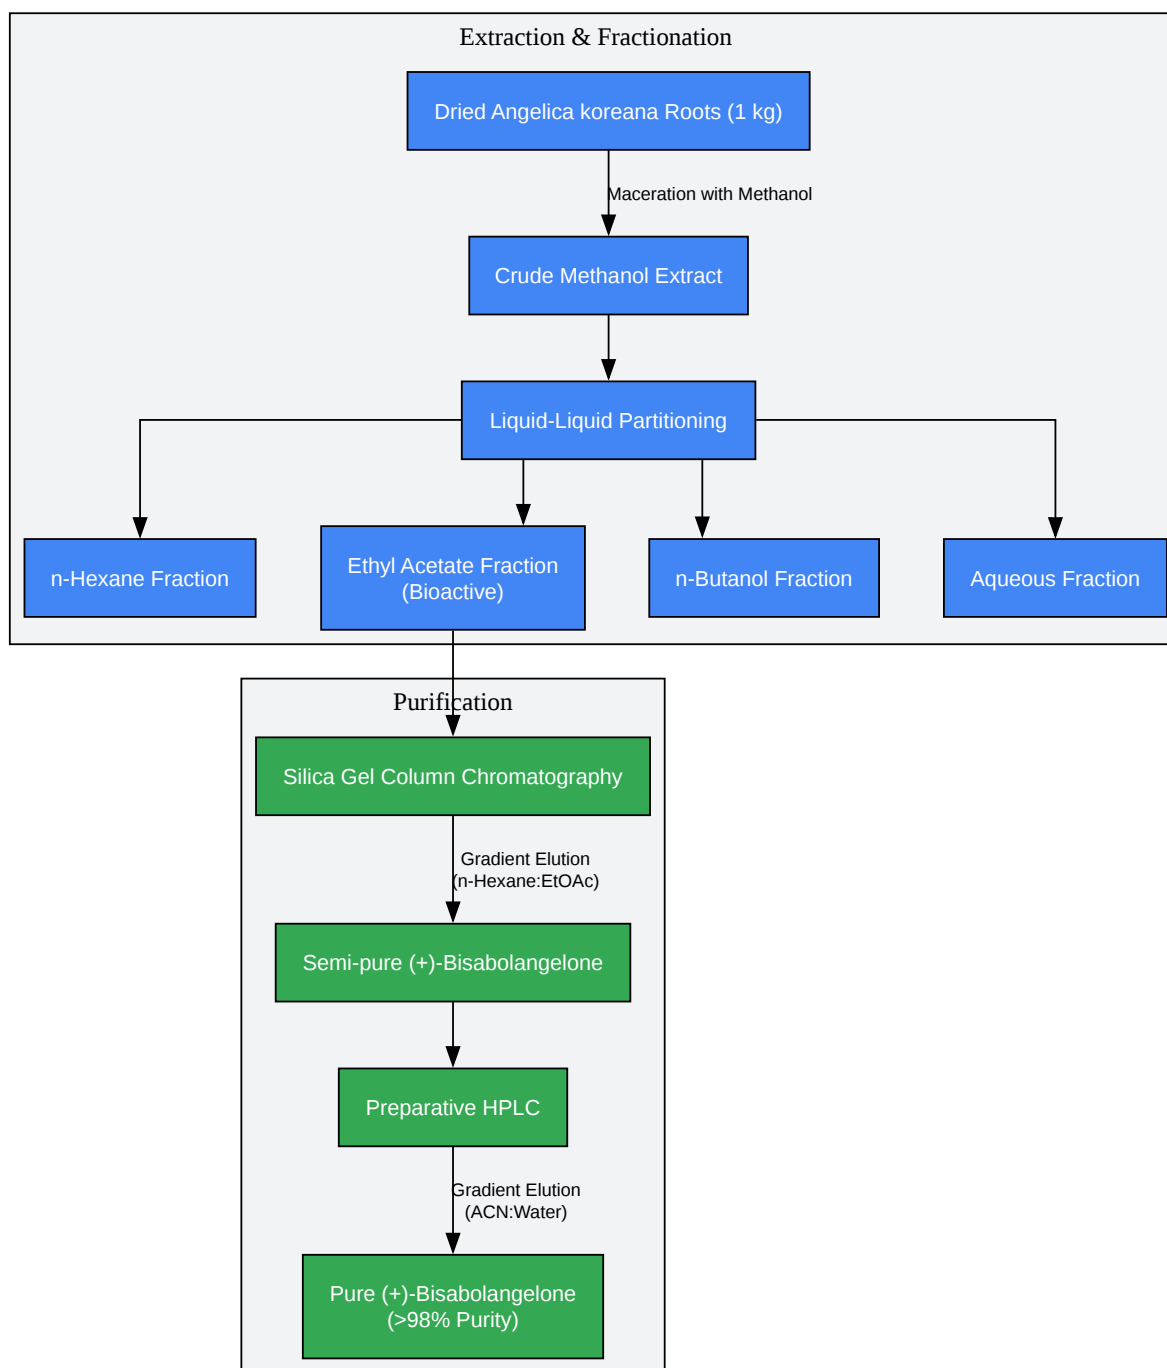 Extraction & Fractionation
Dried Angelica koreana Roots (1 kg)
Maceration with Methanol
Crude Methanol Extract
Liquid-Liquid Partitioning
n-Hexane Fraction
Ethyl Acetate Fraction
(Bioactive)
n-Butanol Fraction
Aqueous Fraction
Purification
Silica Gel Column Chromatography
Gradient Elution
(n-Hexane:EtOAc)
Semi-pure (+)-Bisabolangelone
Preparative HPLC
Gradient Elution
(ACN:Water)
Pure (+)-Bisabolangelone
(>98% Purity)